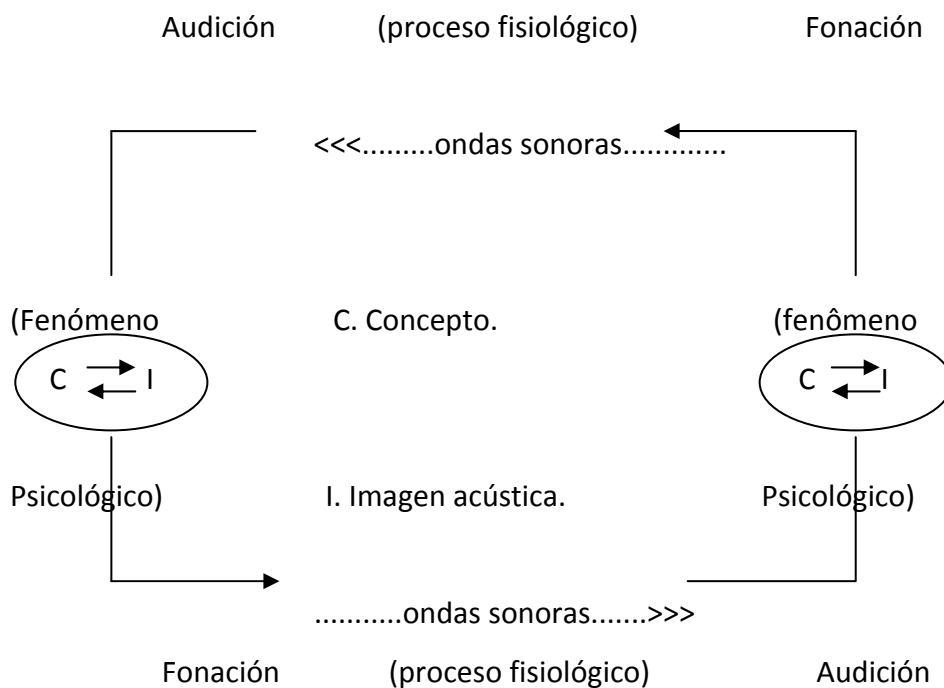 Audición (proceso fisiológico) Fonación
<<<.........ondas sonoras.............
(Fenómeno C. Concepto. (fenômeno
C I C I
Psicológico) I. Imagen acústica. Psicológico)
...........ondas sonoras.......>>>
Fonación (proceso fisiológico) Audición